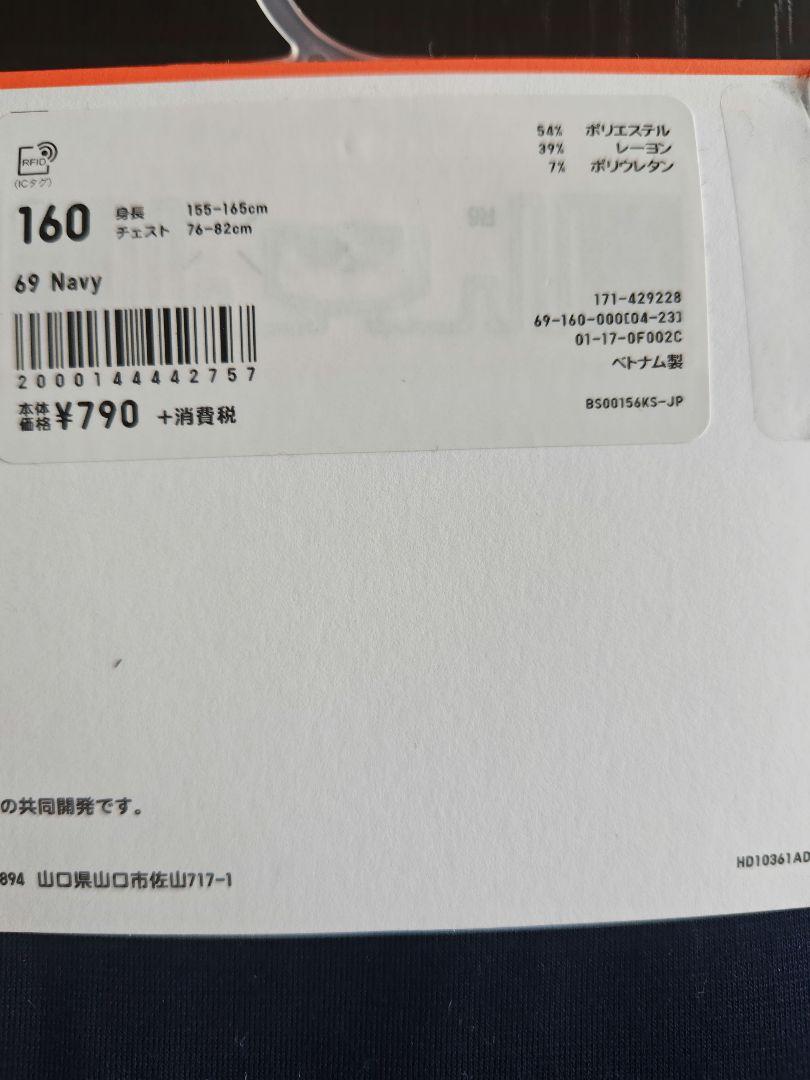 RFID
(ICタグ)
54% ポリエステル
39% レーヨン
7% ポリウレタン
160 身長 155-165cm
チェスト 76-82cm
69 Navy
171-429228
69-160-000[04-23]
01-17-0F002C
ベトナム製
2000144442757
本体価格 ¥790 +消費税
BS00156KS-JP
の共同開発です。
894 山口県山口市佐山717-1
HD10361AD